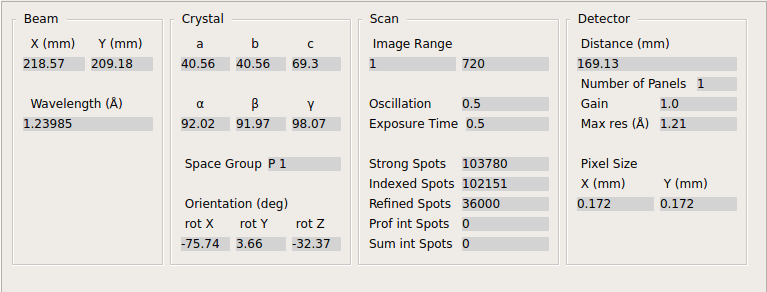 Beam
X (mm) Y (mm)
218.57 209.18
Wavelength (Å)
1.23985
Crystal
a b c
40.56 40.56 69.3
α β γ
92.02 91.97 98.07
Space Group P 1
Orientation (deg)
rot X rot Y rot Z
-75.74 3.66 -32.37
Scan
Image Range
1 720
Oscillation 0.5
Exposure Time 0.5
Strong Spots 103780
Indexed Spots 102151
Refined Spots 36000
Prof int Spots 0
Sum int Spots 0
Detector
Distance (mm)
169.13
Number of Panels 1
Gain 1.0
Max res (Å) 1.21
Pixel Size
X (mm) Y (mm)
0.172 0.172